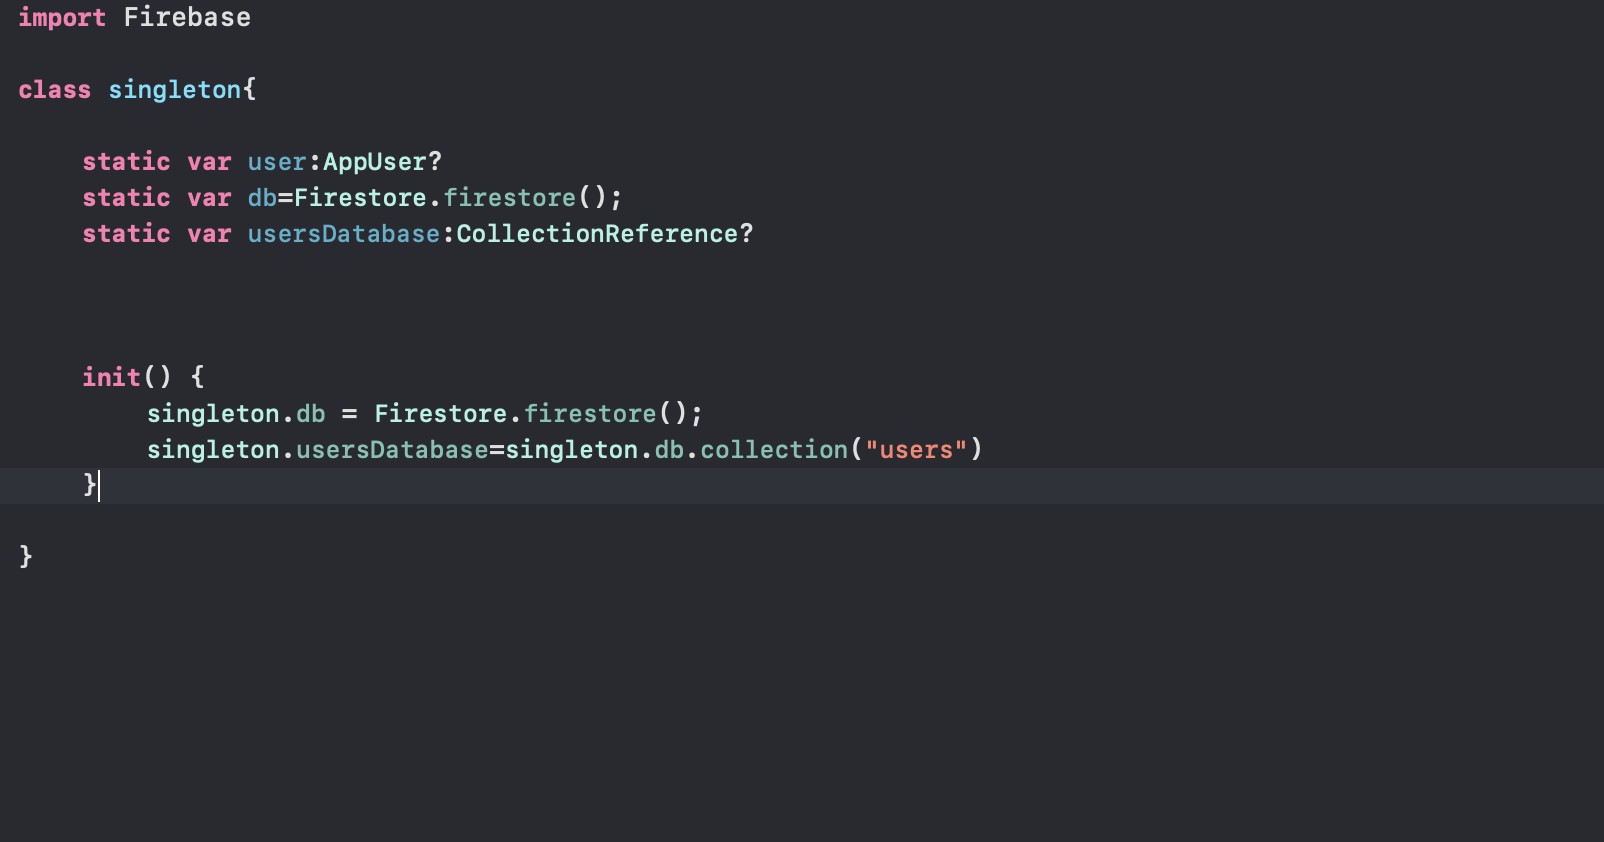 import Firebase
class singleton{
static var user:AppUser?
static var db=Firestore.firestore();
static var usersDatabase:CollectionReference?
init() {
singleton.db = Firestore.firestore();
singleton.usersDatabase=singleton.db.collection("users")
}
}